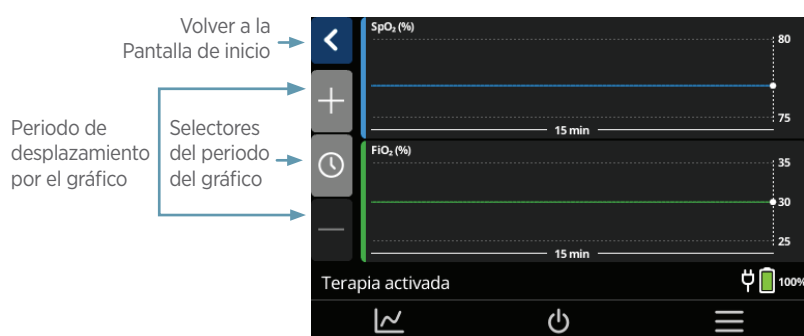 Volver a la
Pantalla de inicio
Periodo de
desplazamiento
por el gráfico
Selectores
del periodo
del gráfico
SpO₂ (%)
80
75
15 min
FiO₂ (%)
35
30
25
15 min
Terapia activada
100%